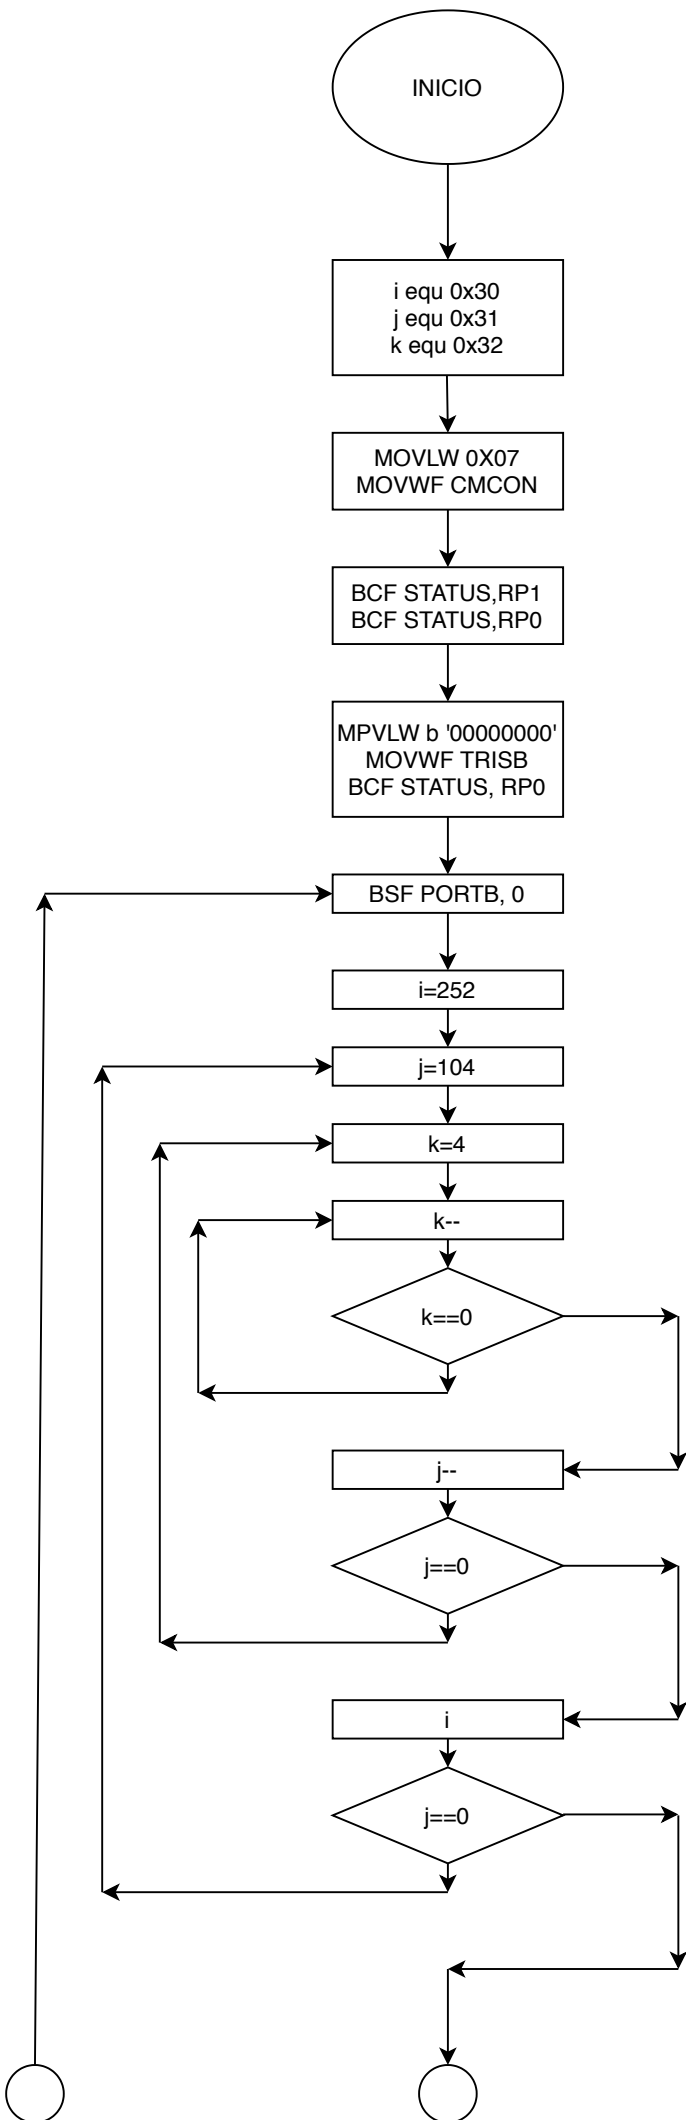 INICIO
i equ 0x30
j equ 0x31
k equ 0x32
MOVLW 0X07
MOVWF CMCON
BCF STATUS,RP1
BCF STATUS,RP0
MPVLW b '00000000'
MOVWF TRISB
BCF STATUS, RP0
BSF PORTB, 0
i=252
j=104
k=4
k--
k==0
j--
j==0
i
j==0